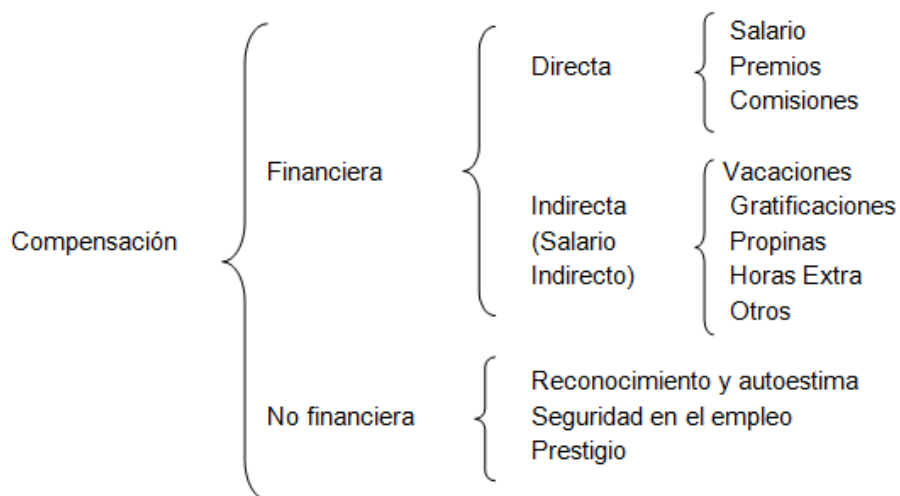 Compensación
Financiera
Directa
Salario
Premios
Comisiones
Indirecta
(Salario
Indirecto)
Vacaciones
Gratificaciones
Propinas
Horas Extra
Otros
No financiera
Reconocimiento y autoestima
Seguridad en el empleo
Prestigio